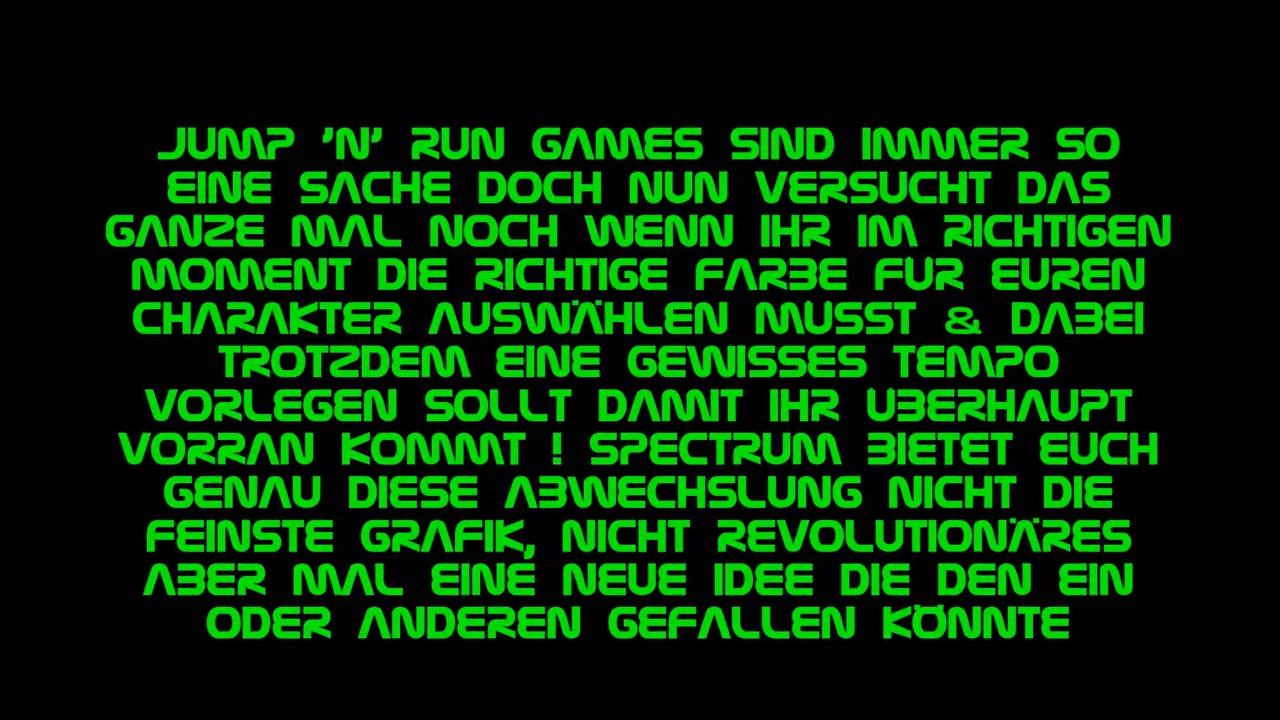 JUMP 'N' RUN GAMES SIND IMMER SO
EINE SACHE DOCH NUN VERSUCHT DAS
GANZE MAL NOCH WENN IHR IM RICHTIGEN
MOMENT DIE RICHTIGE FARBE FÜR EUREN
CHARAKTER AUSWÄHLEN MÜSST & DABEI
TROTZDEM EINE GEWISSES TEMPO
VORLEGEN SOLLT DAMIT IHR ÜBERHAUPT
VORRAN KOMMT ! SPECTRUM BIETET EUCH
GENAU DIESE ABWECHSLUNG NICHT DIE
FEINSTE GRAFIK, NICHT REVOLUTIONÄRES
ABER MAL EINE NEUE IDEE DIE DEN EIN
ODER ANDEREN GEFALLEN KÖNNTE